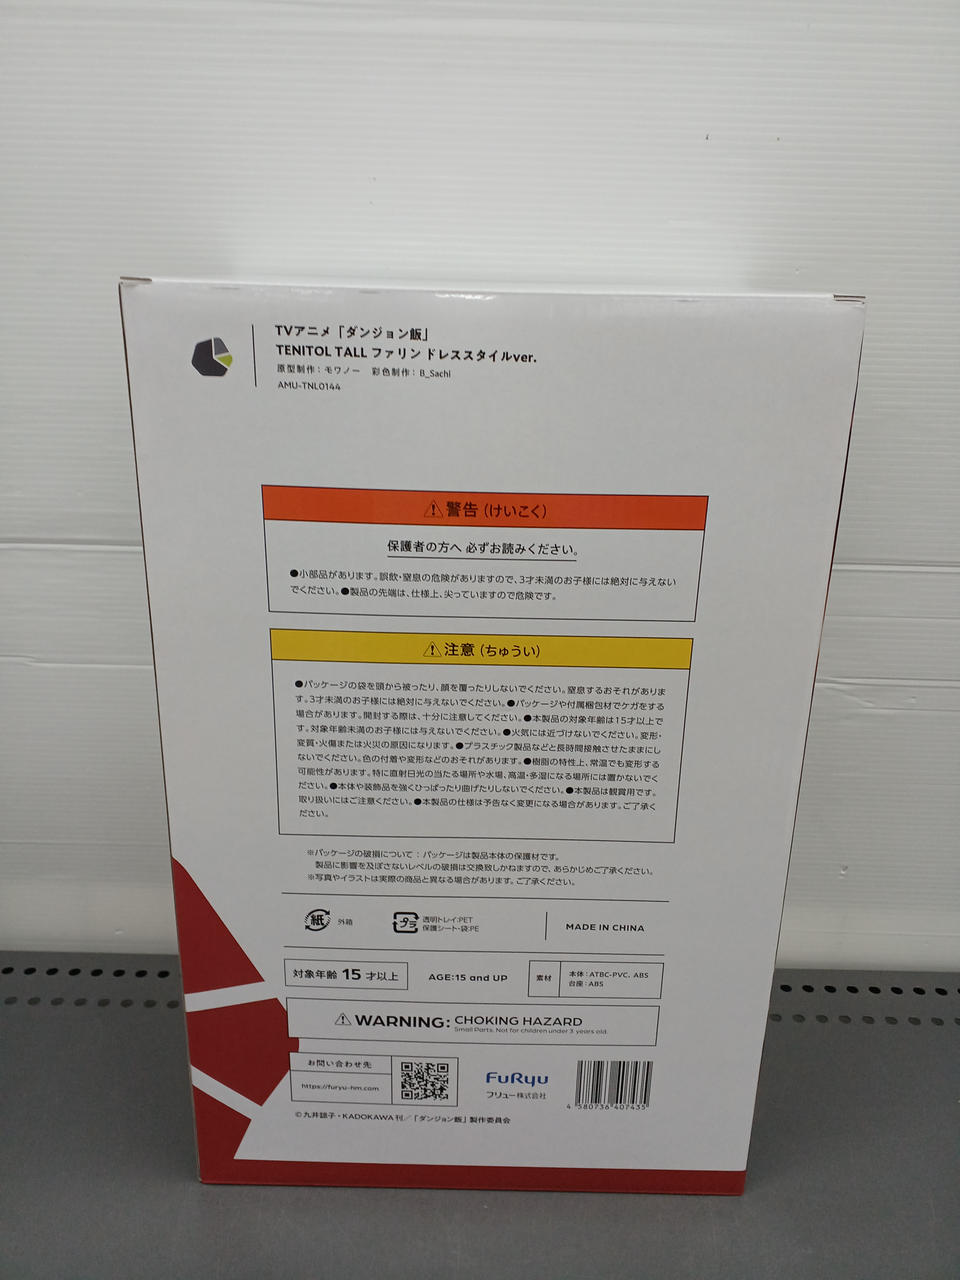 TVアニメ「ダンジョン飯」
TENITOL TALL ファリン ドレススタイルver.
原型制作：モワノー 彩色制作：B_Sachi
AMU-TNL0144
⚠警告（けいこく）
保護者の方へ 必ずお読みください。
●小部品があります。誤飲・窒息の危険がありますので、3才未満のお子様には絶対に与えない
でください。●製品の先端は、仕様上、尖っていますので危険です。
⚠注意（ちゅうい）
●パッケージの袋を頭から被ったり、顔を覆ったりしないでください。窒息するおそれがありま
す。3才未満のお子様には絶対に与えないでください。●パッケージや付属梱包材でケガをする
場合があります。開封する際は、十分に注意してください。●本製品の対象年齢は15才以上で
す。対象年齢未満のお子様には与えないでください。●火気には近づけないでください。変形・
変質・火傷または火災の原因になります。●プラスチック製品などと長時間接触させたままにし
ないでください。色の付着や変形などのおそれがあります。●樹脂の特性上、常温でも変形する
可能性があります。特に直射日光の当たる場所や水場、高温・多湿になる場所には置かないでく
ださい。●本体や装飾品を強くひっぱったり曲げたりしないでください。●本製品は観賞用です。
取り扱いにはご注意ください。●本製品の仕様は予告なく変更になる場合があります。ご了承く
ださい。
※パッケージの破損について：パッケージは製品本体の保護材です。
製品に影響を及ぼさないレベルの破損は交換致しかねますので、あらかじめご了承ください。
※写真やイラストは実際の商品と異なる場合があります。ご了承ください。
紙 外箱 プラ 透明トレイ:PET
保護シート・袋:PE
MADE IN CHINA
対象年齢 15 才以上 AGE:15 and UP 素材 本体：ATBC-PVC、ABS
台座：ABS
⚠WARNING: CHOKING HAZARD
Small Parts. Not for children under 3 years old.
お問い合わせ先
https://furyu-hm.com
FuRyu
フリュー株式会社
4 580736 407435
©九井諒子・KADOKAWA刊／「ダンジョン飯」製作委員会